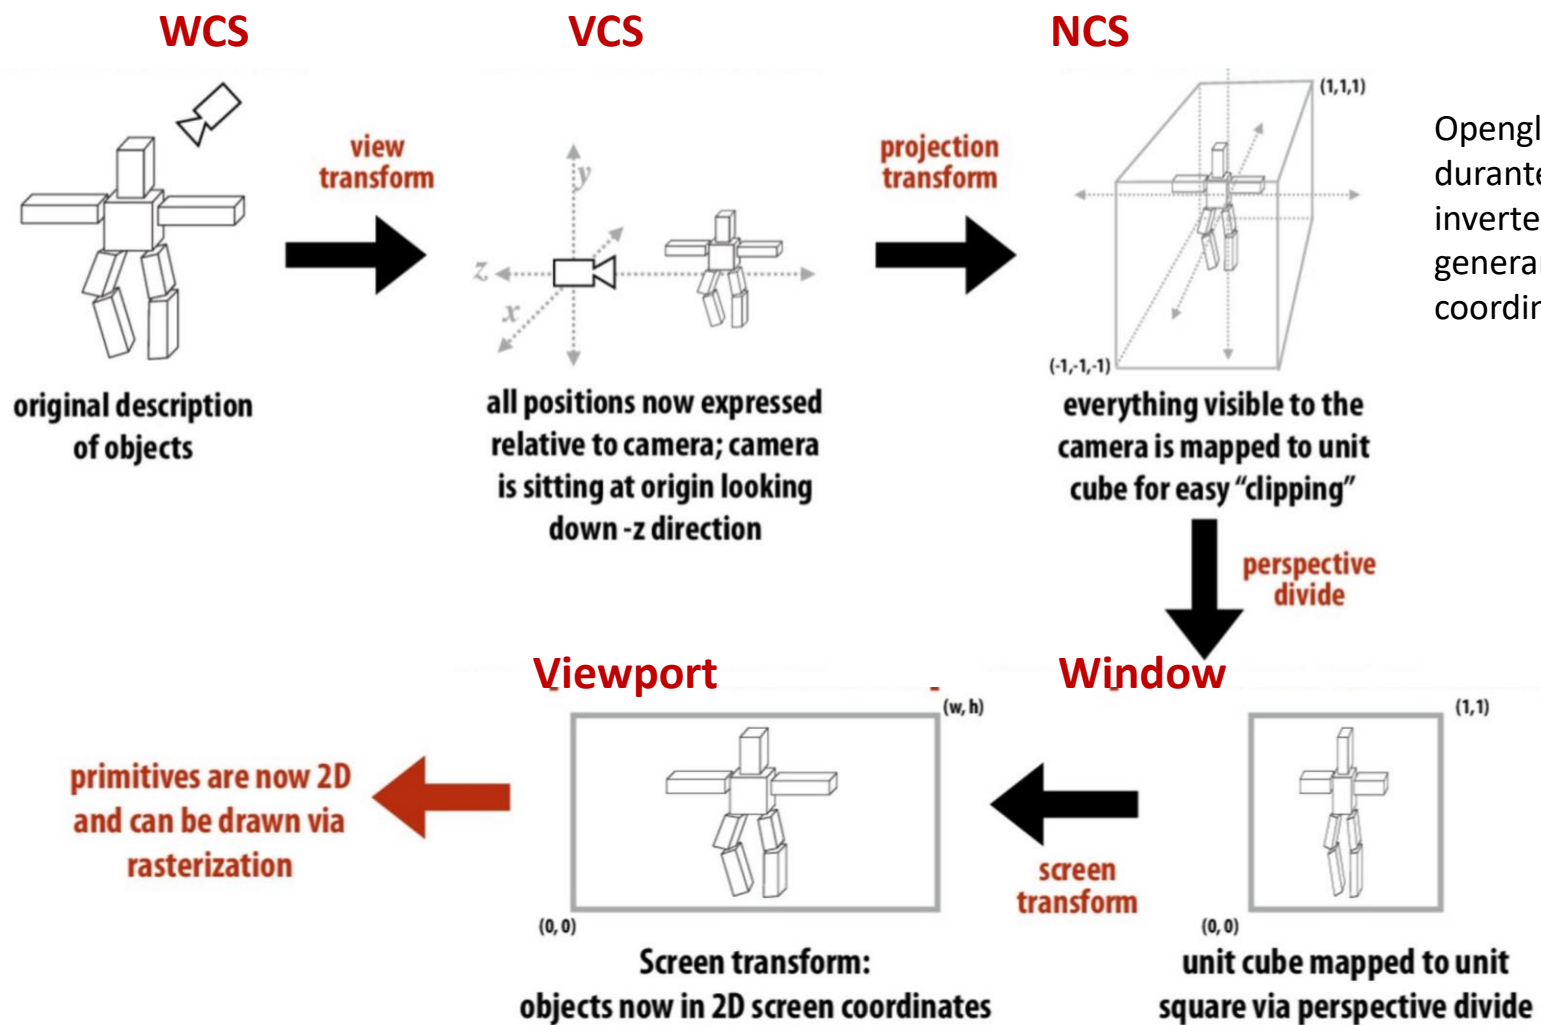 WCS
VCS
NCS
view
transform
y
z
x
projection
transform
(1,1,1)
(-1,-1,-1)
Opengl
durante
inverte
genera
coordin
original description
of objects
all positions now expressed
relative to camera; camera
is sitting at origin looking
down -z direction
everything visible to the
camera is mapped to unit
cube for easy “clipping”
perspective
divide
Viewport
Window
(w, h)
(1,1)
primitives are now 2D
and can be drawn via
rasterization
screen
transform
(0, 0)
(0, 0)
Screen transform:
objects now in 2D screen coordinates
unit cube mapped to unit
square via perspective divide